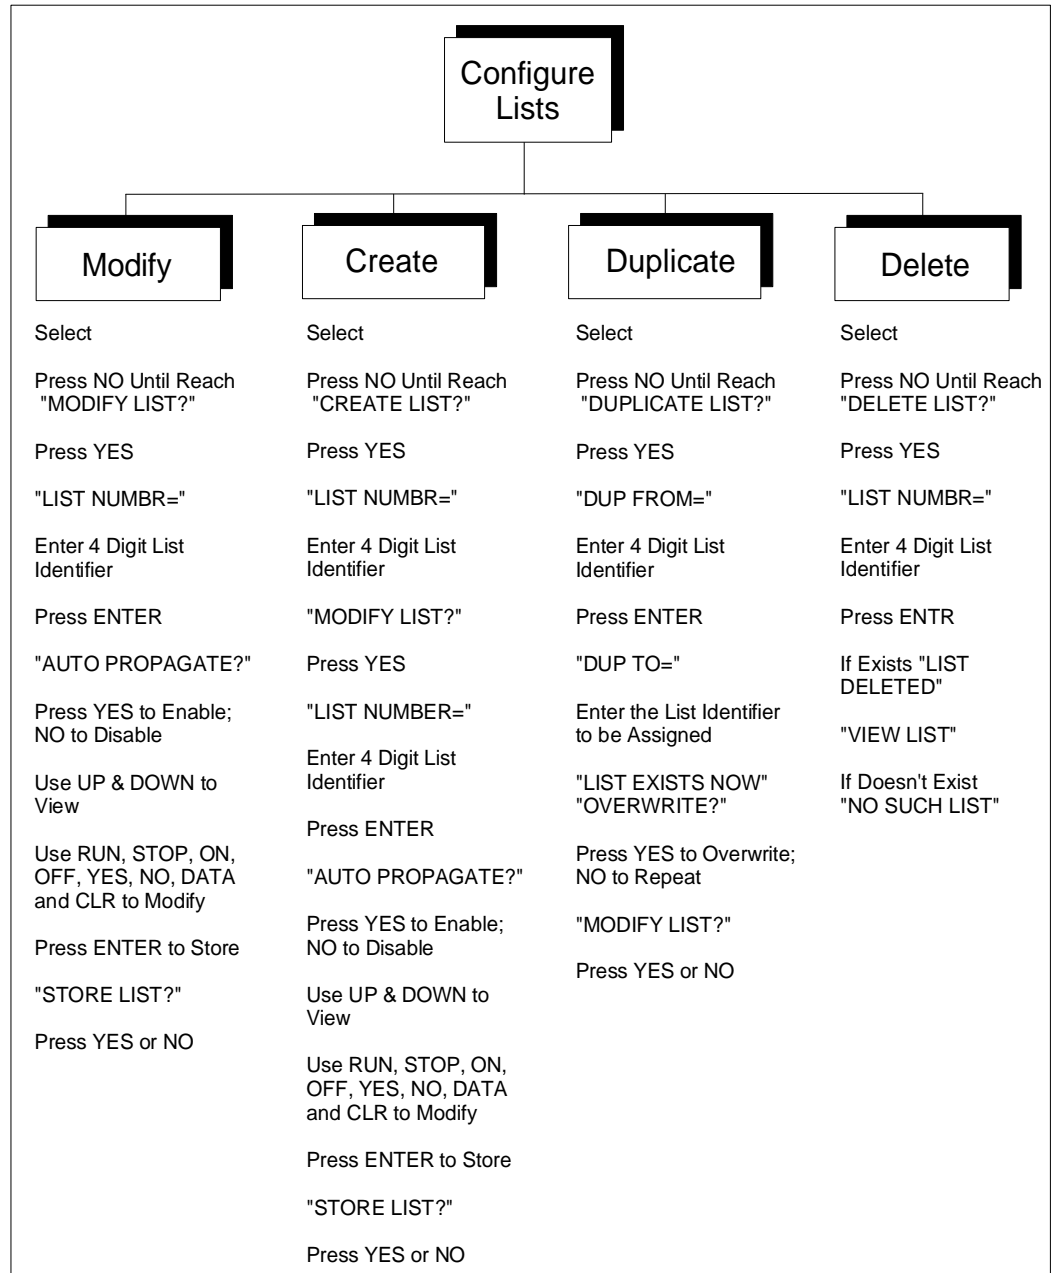 Configure
Lists
Modify
Create
Duplicate
Delete
Select
Press NO Until Reach
"MODIFY LIST?"
Press YES
"LIST NUMBR="
Enter 4 Digit List
Identifier
Press ENTER
"AUTO PROPAGATE?"
Press YES to Enable;
NO to Disable
Use UP & DOWN to
View
Use RUN, STOP, ON,
OFF, YES, NO, DATA
and CLR to Modify
Press ENTER to Store
"STORE LIST?"
Press YES or NO
Select
Press NO Until Reach
"CREATE LIST?"
Press YES
"LIST NUMBR="
Enter 4 Digit List
Identifier
"MODIFY LIST?"
Press YES
"LIST NUMBER="
Enter 4 Digit List
Identifier
Press ENTER
"AUTO PROPAGATE?"
Press YES to Enable;
NO to Disable
Use UP & DOWN to
View
Use RUN, STOP, ON,
OFF, YES, NO, DATA
and CLR to Modify
Press ENTER to Store
"STORE LIST?"
Press YES or NO
Select
Press NO Until Reach
"DUPLICATE LIST?"
Press YES
"DUP FROM="
Enter 4 Digit List
Identifier
Press ENTER
"DUP TO="
Enter the List Identifier
to be Assigned
"LIST EXISTS NOW"
"OVERWRITE?"
Press YES to Overwrite;
NO to Repeat
"MODIFY LIST?"
Press YES or NO
Select
Press NO Until Reach
"DELETE LIST?"
Press YES
"LIST NUMBR="
Enter 4 Digit List
Identifier
Press ENTR
If Exists "LIST
DELETED"
"VIEW LIST"
If Doesn't Exist
"NO SUCH LIST"